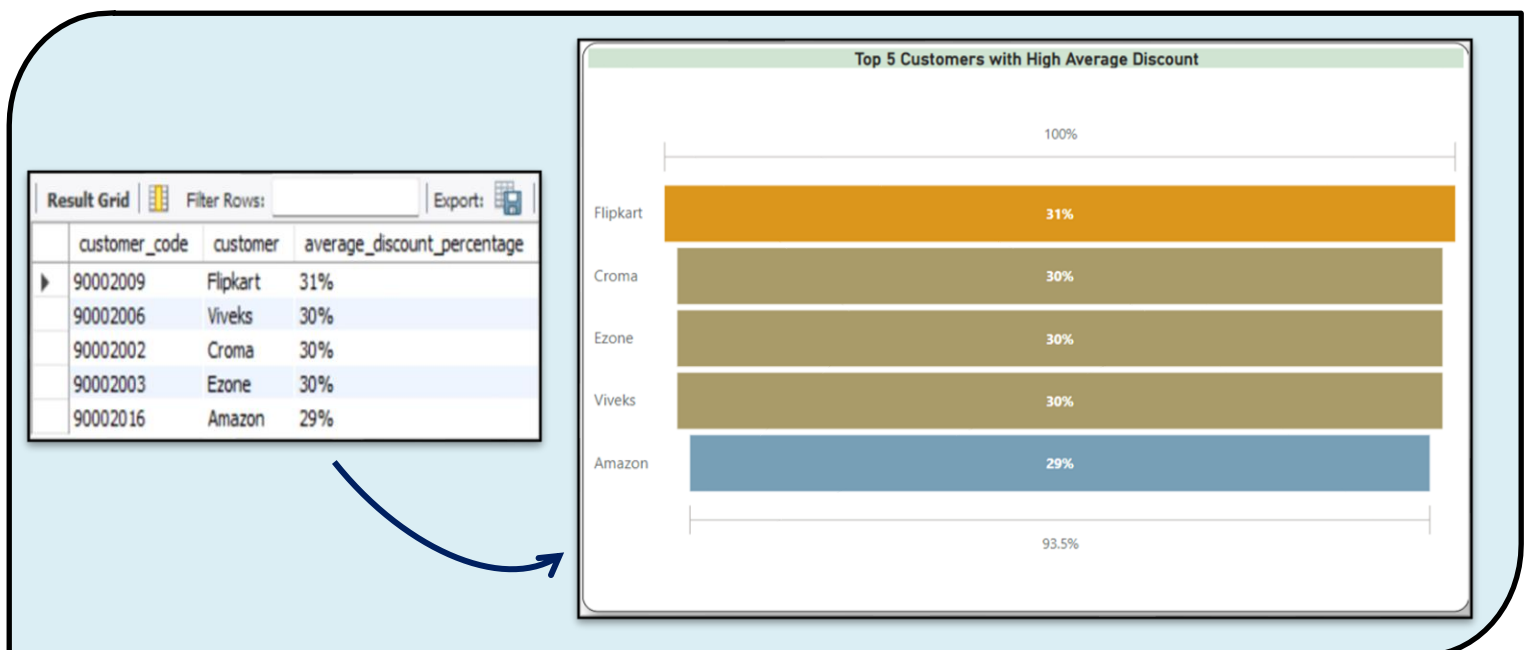 Result Grid Filter Rows: Export:
customer_code customer average_discount_percentage
90002009 Flipkart 31%
90002006 Viveks 30%
90002002 Croma 30%
90002003 Ezone 30%
90002016 Amazon 29%
Top 5 Customers with High Average Discount
100%
Flipkart 31%
Croma 30%
Ezone 30%
Viveks 30%
Amazon 29%
93.5%